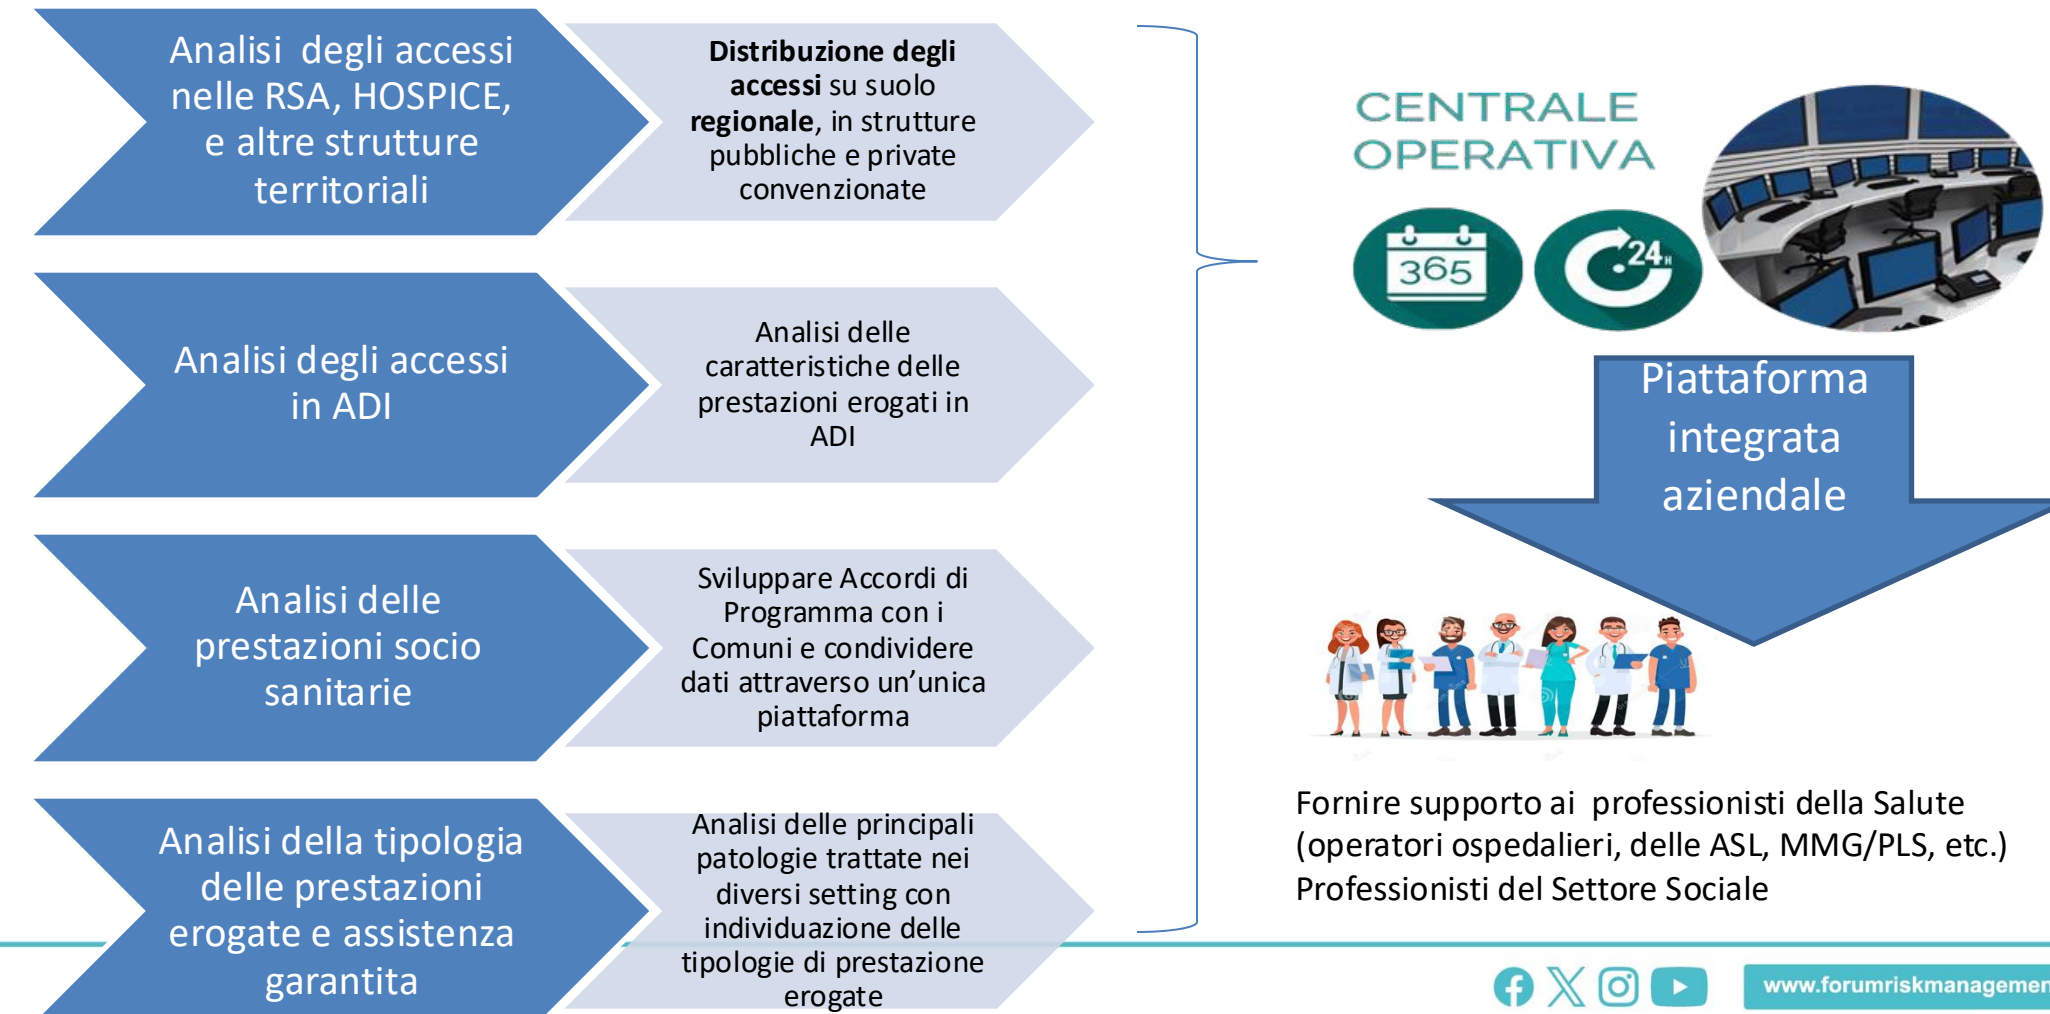 Analisi degli accessi
nelle RSA, HOSPICE,
e altre strutture
territoriali
Distribuzione degli
accessi su suolo
regionale, in strutture
pubbliche e private
convenzionate
Analisi degli accessi
in ADI
Analisi delle
caratteristiche delle
prestazioni erogati in
ADI
Analisi delle
prestazioni socio
sanitarie
Sviluppare Accordi di
Programma con i
Comuni e condividere
dati attraverso un’unica
piattaforma
Analisi della tipologia
delle prestazioni
erogate e assistenza
garantita
Analisi delle principali
patologie trattate nei
diversi setting con
individuazione delle
tipologie di prestazione
erogate
CENTRALE
OPERATIVA
365
24H
Piattaforma
integrata
aziendale
Fornire supporto ai professionisti della Salute
(operatori ospedalieri, delle ASL, MMG/PLS, etc.)
Professionisti del Settore Sociale
www.forumriskmanagemen